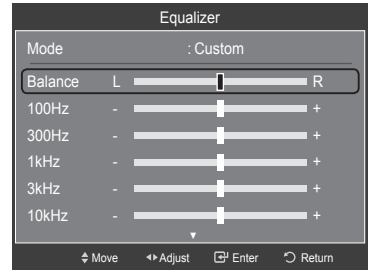 Equalizer
Mode : Custom
Balance L R
100Hz - +
300Hz - +
1kHz - +
3kHz - +
10kHz - +
▼
Move Adjust Enter Return